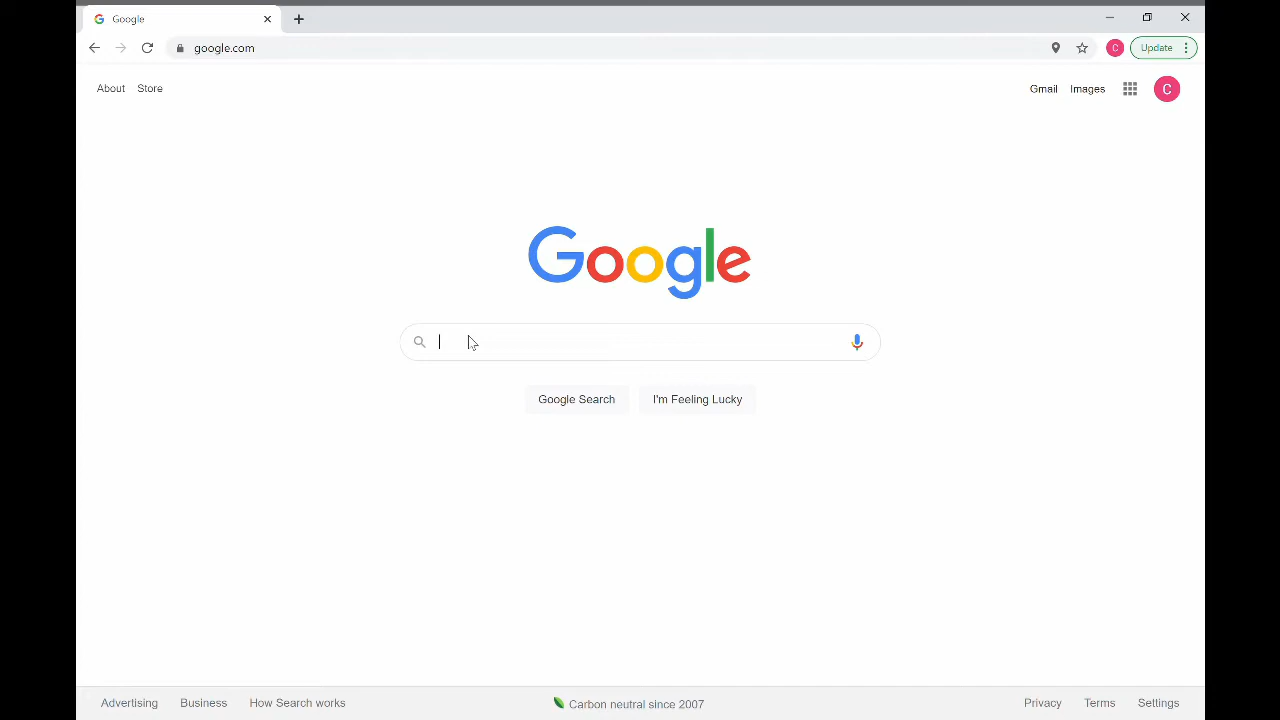 Google
google.com
C
Update
About
Store
Gmail
Images
C
Google
Google Search
I'm Feeling Lucky
Advertising
Business
How Search works
Carbon neutral since 2007
Privacy
Terms
Settings